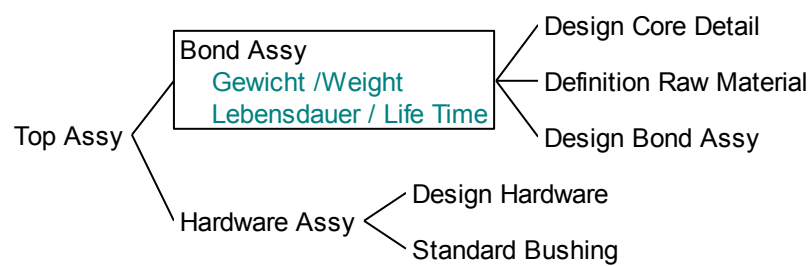 Top Assy
Bond Assy
Gewicht /Weight
Lebensdauer / Life Time
Design Core Detail
Definition Raw Material
Design Bond Assy
Hardware Assy
Design Hardware
Standard Bushing